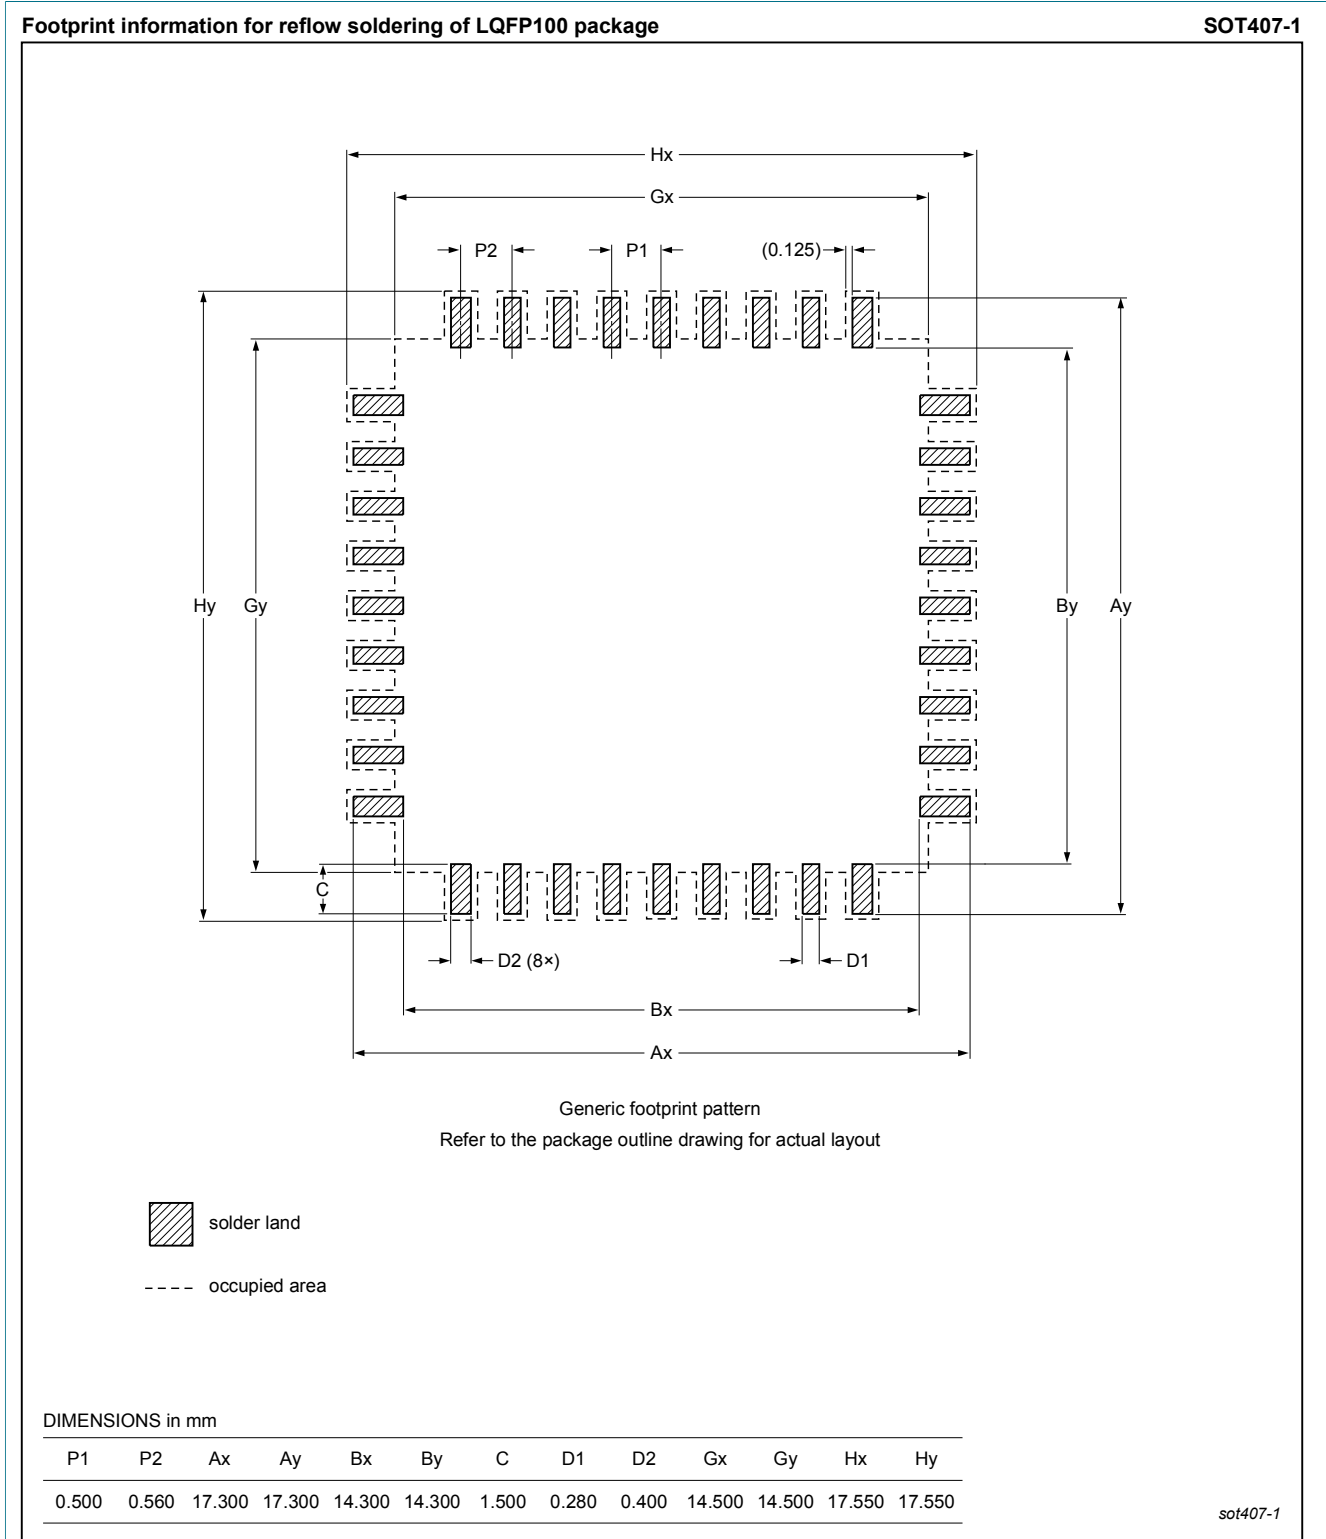 Footprint information for reflow soldering of LQFP100 package SOT407-1
Hx
Gx
P2 P1 (0.125)
Hy Gy By Ay
C
D2 (8×) D1
Bx
Ax
Generic footprint pattern
Refer to the package outline drawing for actual layout
solder land
occupied area
DIMENSIONS in mm
P1 P2 Ax Ay Bx By C D1 D2 Gx Gy Hx Hy
0.500 0.560 17.300 17.300 14.300 14.300 1.500 0.280 0.400 14.500 14.500 17.550 17.550
sot407-1